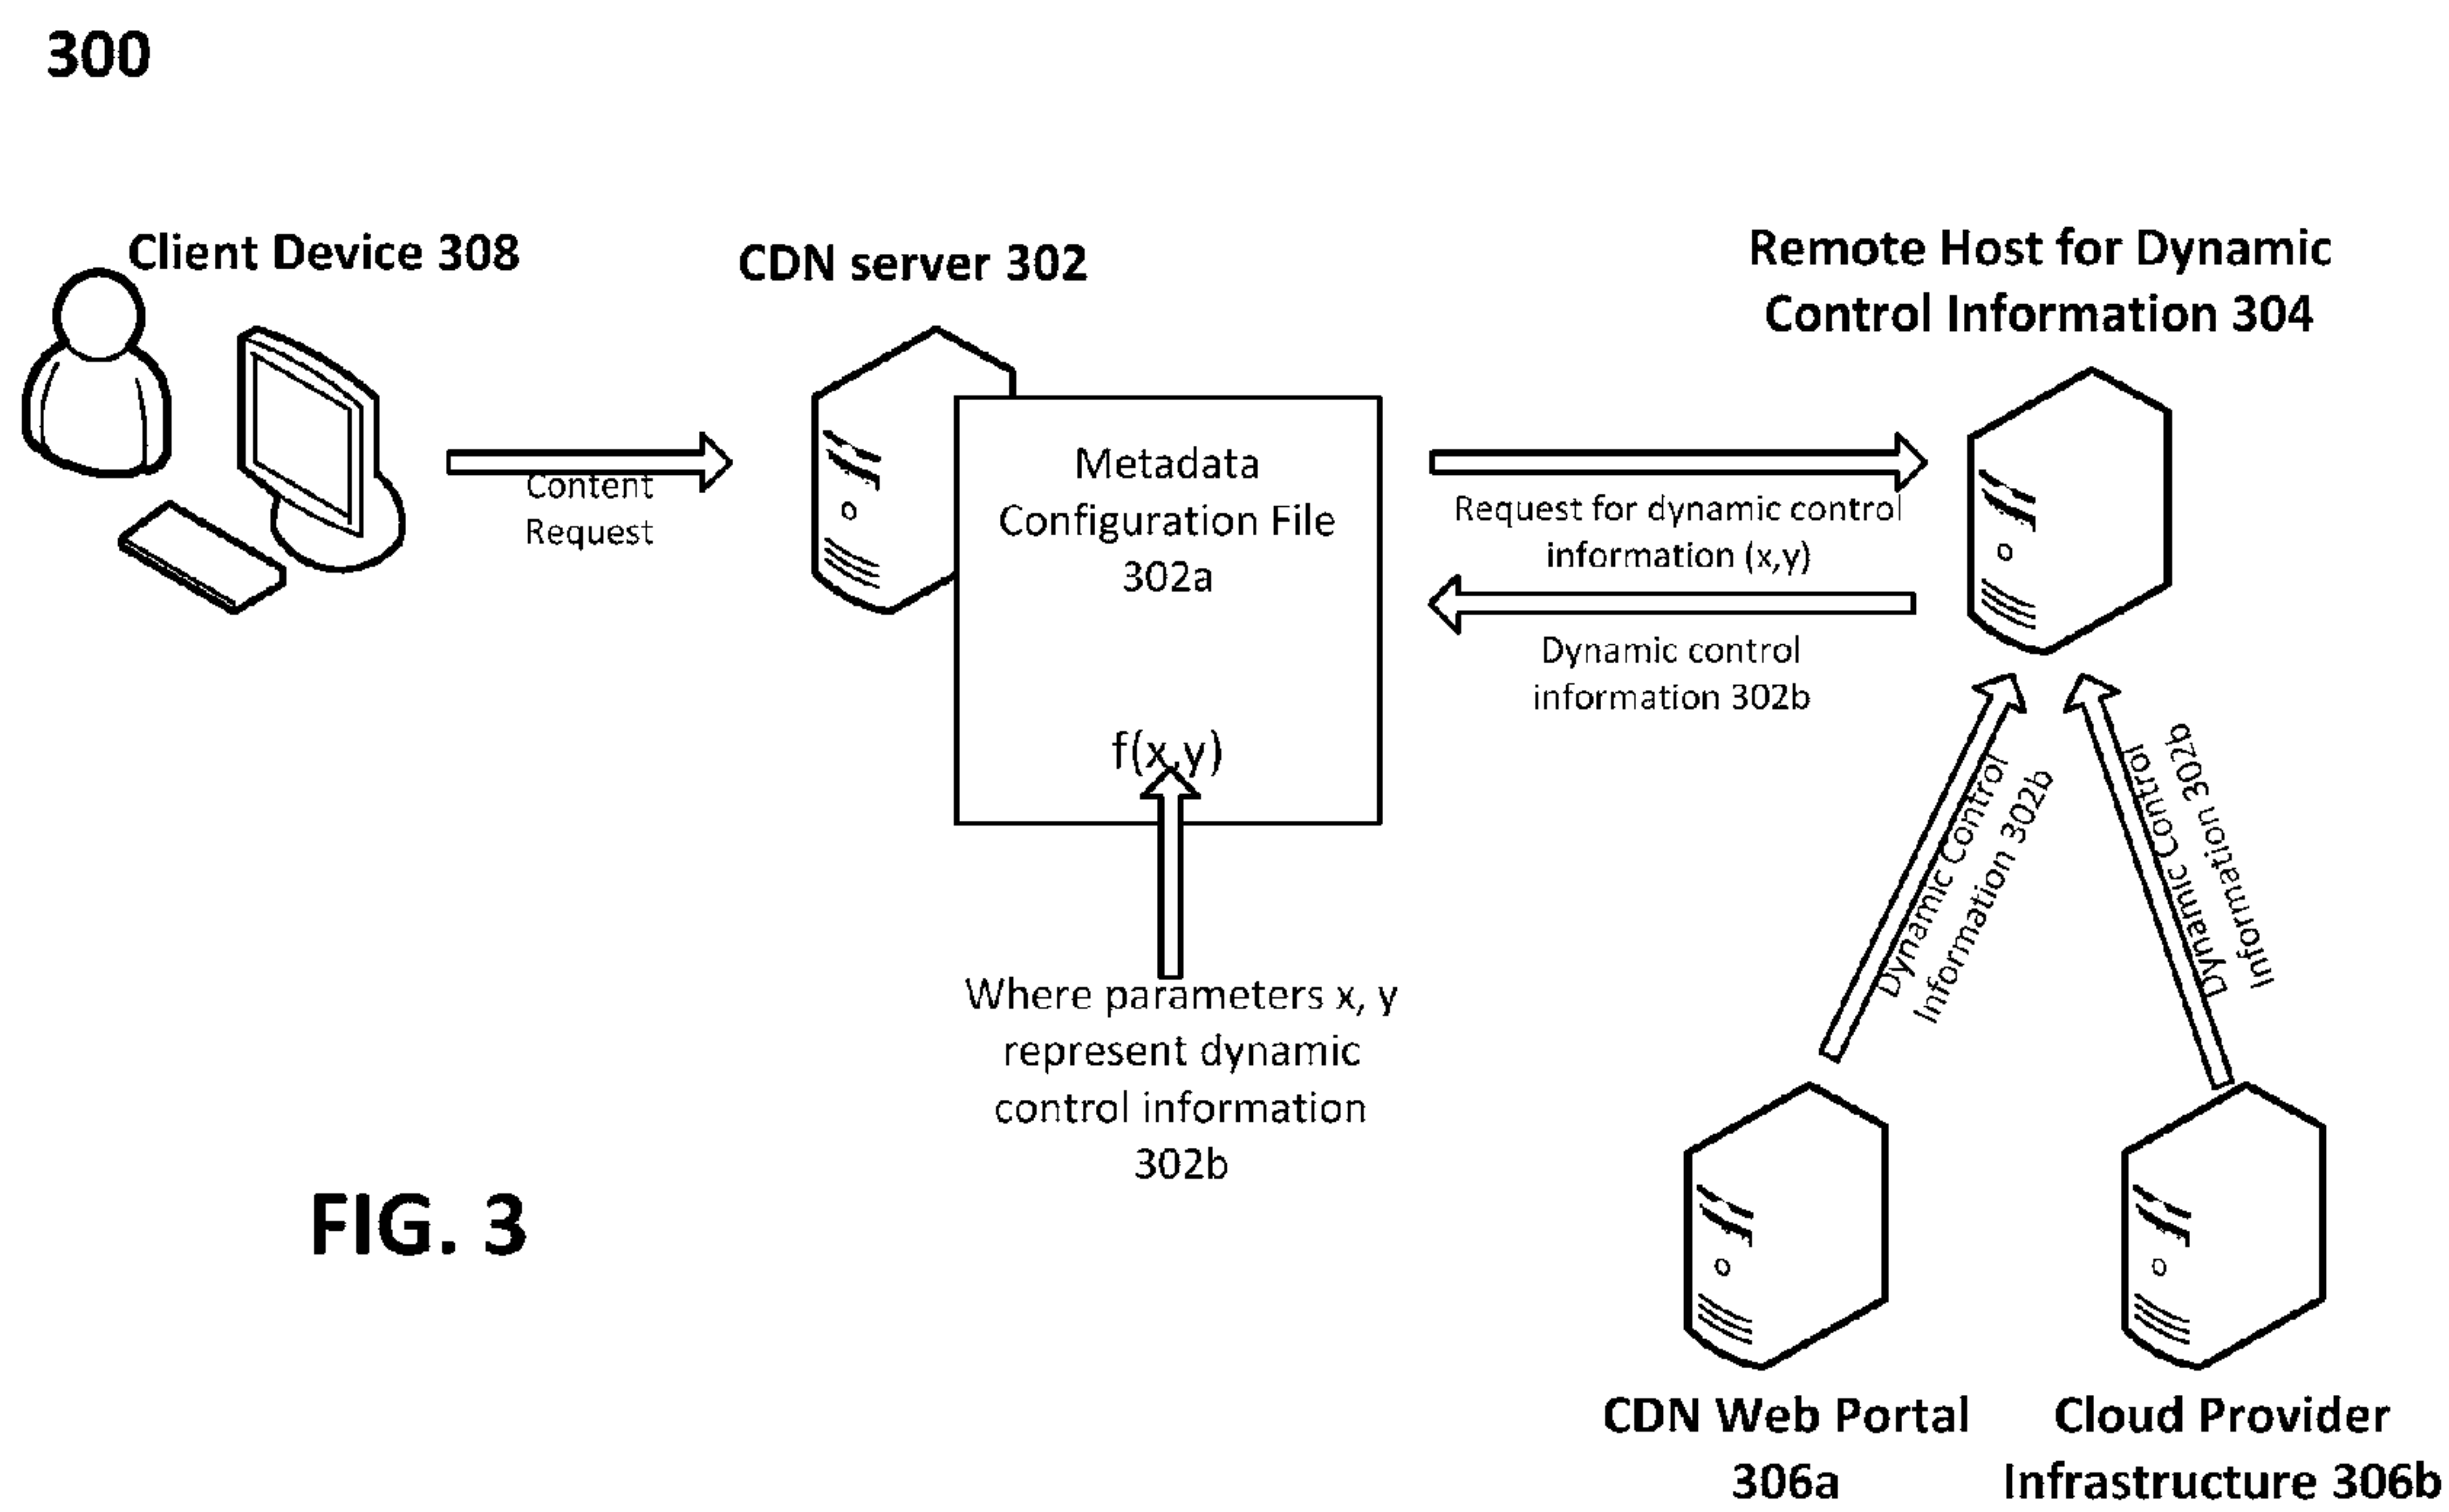 300
Client Device 308
CDN server 302
Remote Host for Dynamic
Control Information 304
Content
Request
Metadata
Configuration File
302a
f(x,y)
Request for dynamic control
information (x,y)
Dynamic control
information 302b
Where parameters x, y
represent dynamic
control information
302b
Dynamic Control
Information 302b
Dynamic Control
Information 302b
FIG. 3
CDN Web Portal
306a
Cloud Provider
Infrastructure 306b